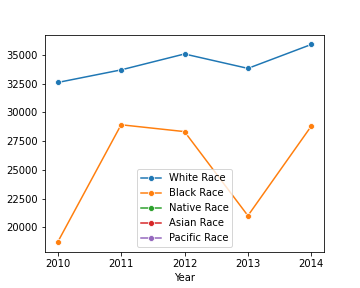 35000
32500
30000
27500
25000
22500
20000
White Race
Black Race
Native Race
Asian Race
Pacific Race
2010 2011 2012 2013 2014
Year